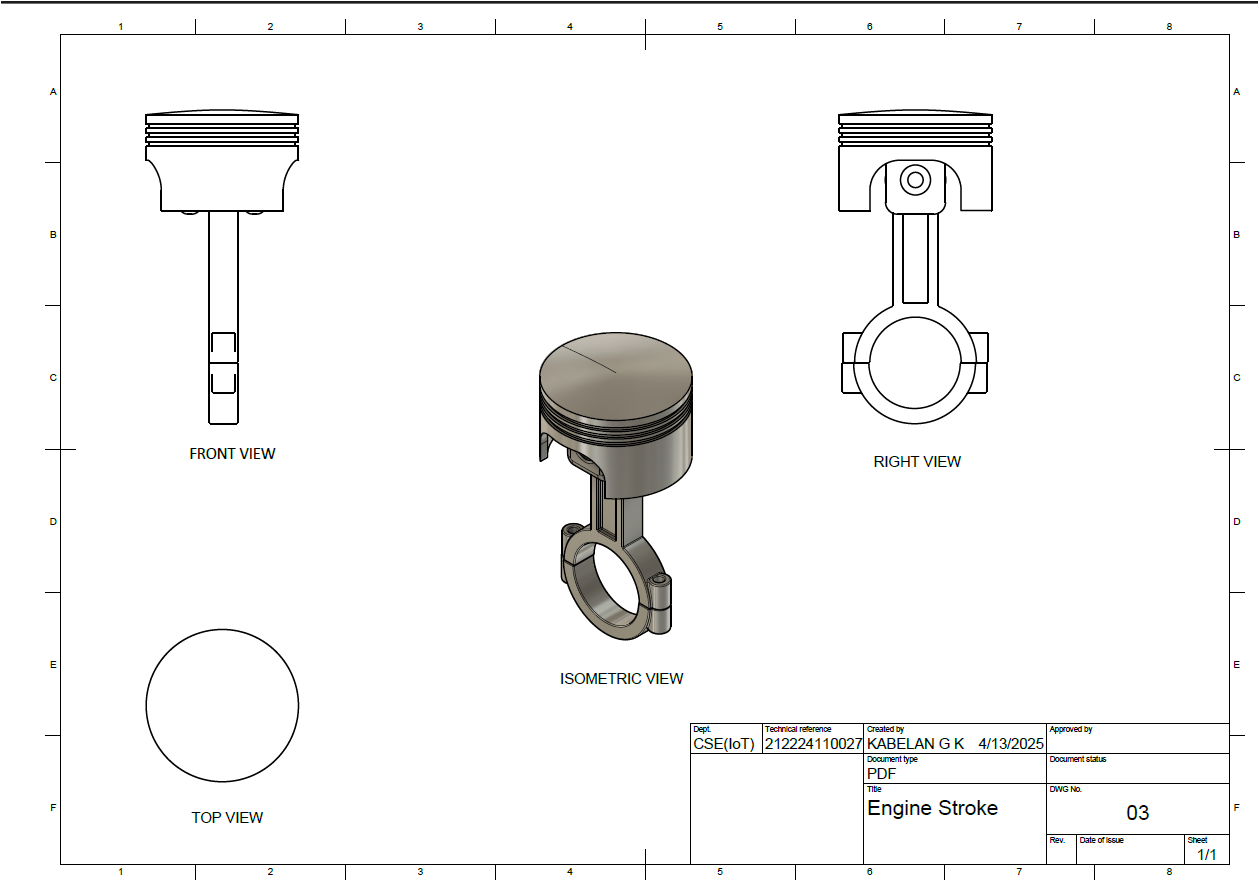 1 2 3 4 5 6 7 8
A A
B B
C C
D D
E E
F F
FRONT VIEW
RIGHT VIEW
ISOMETRIC VIEW
TOP VIEW
Dept. Technical reference Created by Approved by
CSE(IoT) 212224110027 KABELAN G K 4/13/2025
Document type Document status
PDF
Title DWG No.
Engine Stroke 03
Rev. Date of issue Sheet
1/1
1 2 3 4 5 6 7 8